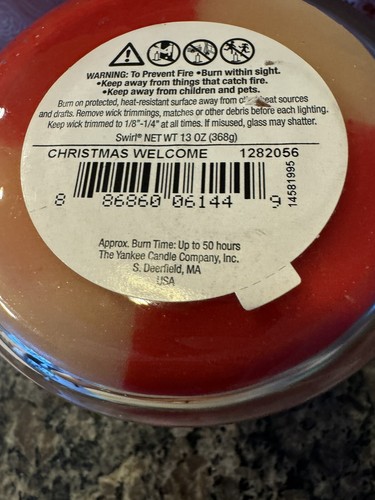 WARNING: To Prevent Fire •Burn within sight.
•Keep away from things that catch fire.
•Keep away from children and pets.
Burn on protected, heat-resistant surface away from heat sources
and drafts. Remove wick trimmings, matches or other debris before each lighting.
Keep wick trimmed to 1/8"-1/4" at all times. If misused, glass may shatter.
Swirl® NET WT 13 OZ (368g)
CHRISTMAS WELCOME 1282056
14581995
8 86860 06144 9
Approx. Burn Time: Up to 50 hours
The Yankee Candle Company, Inc.
S. Deerfield, MA
USA